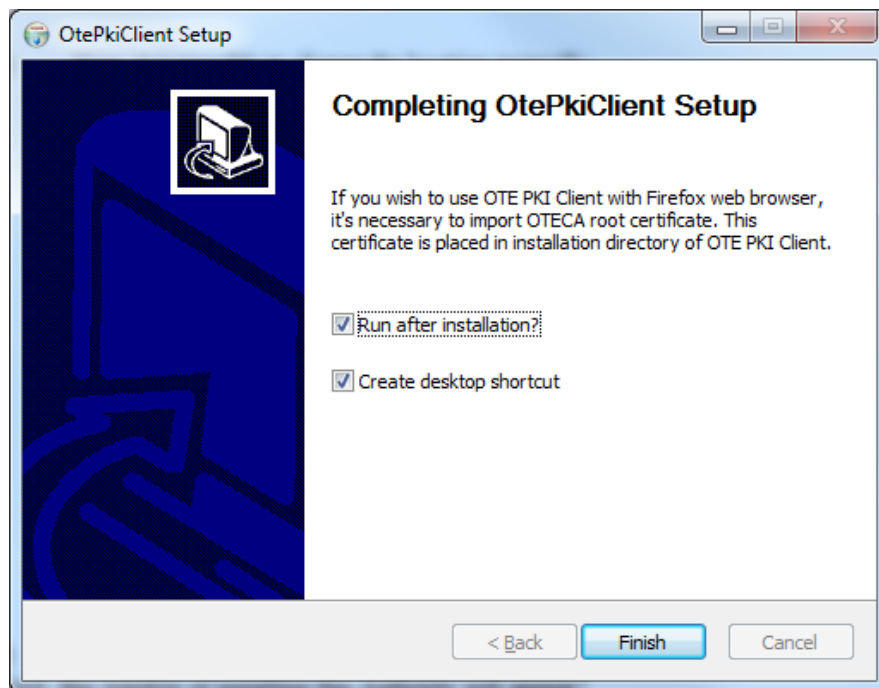 OtePkiClient Setup
Completing OtePkiClient Setup
If you wish to use OTE PKI Client with Firefox web browser,
it's necessary to import OTECA root certificate. This
certificate is placed in installation directory of OTE PKI Client.
Run after installation?
Create desktop shortcut
< Back
Finish
Cancel